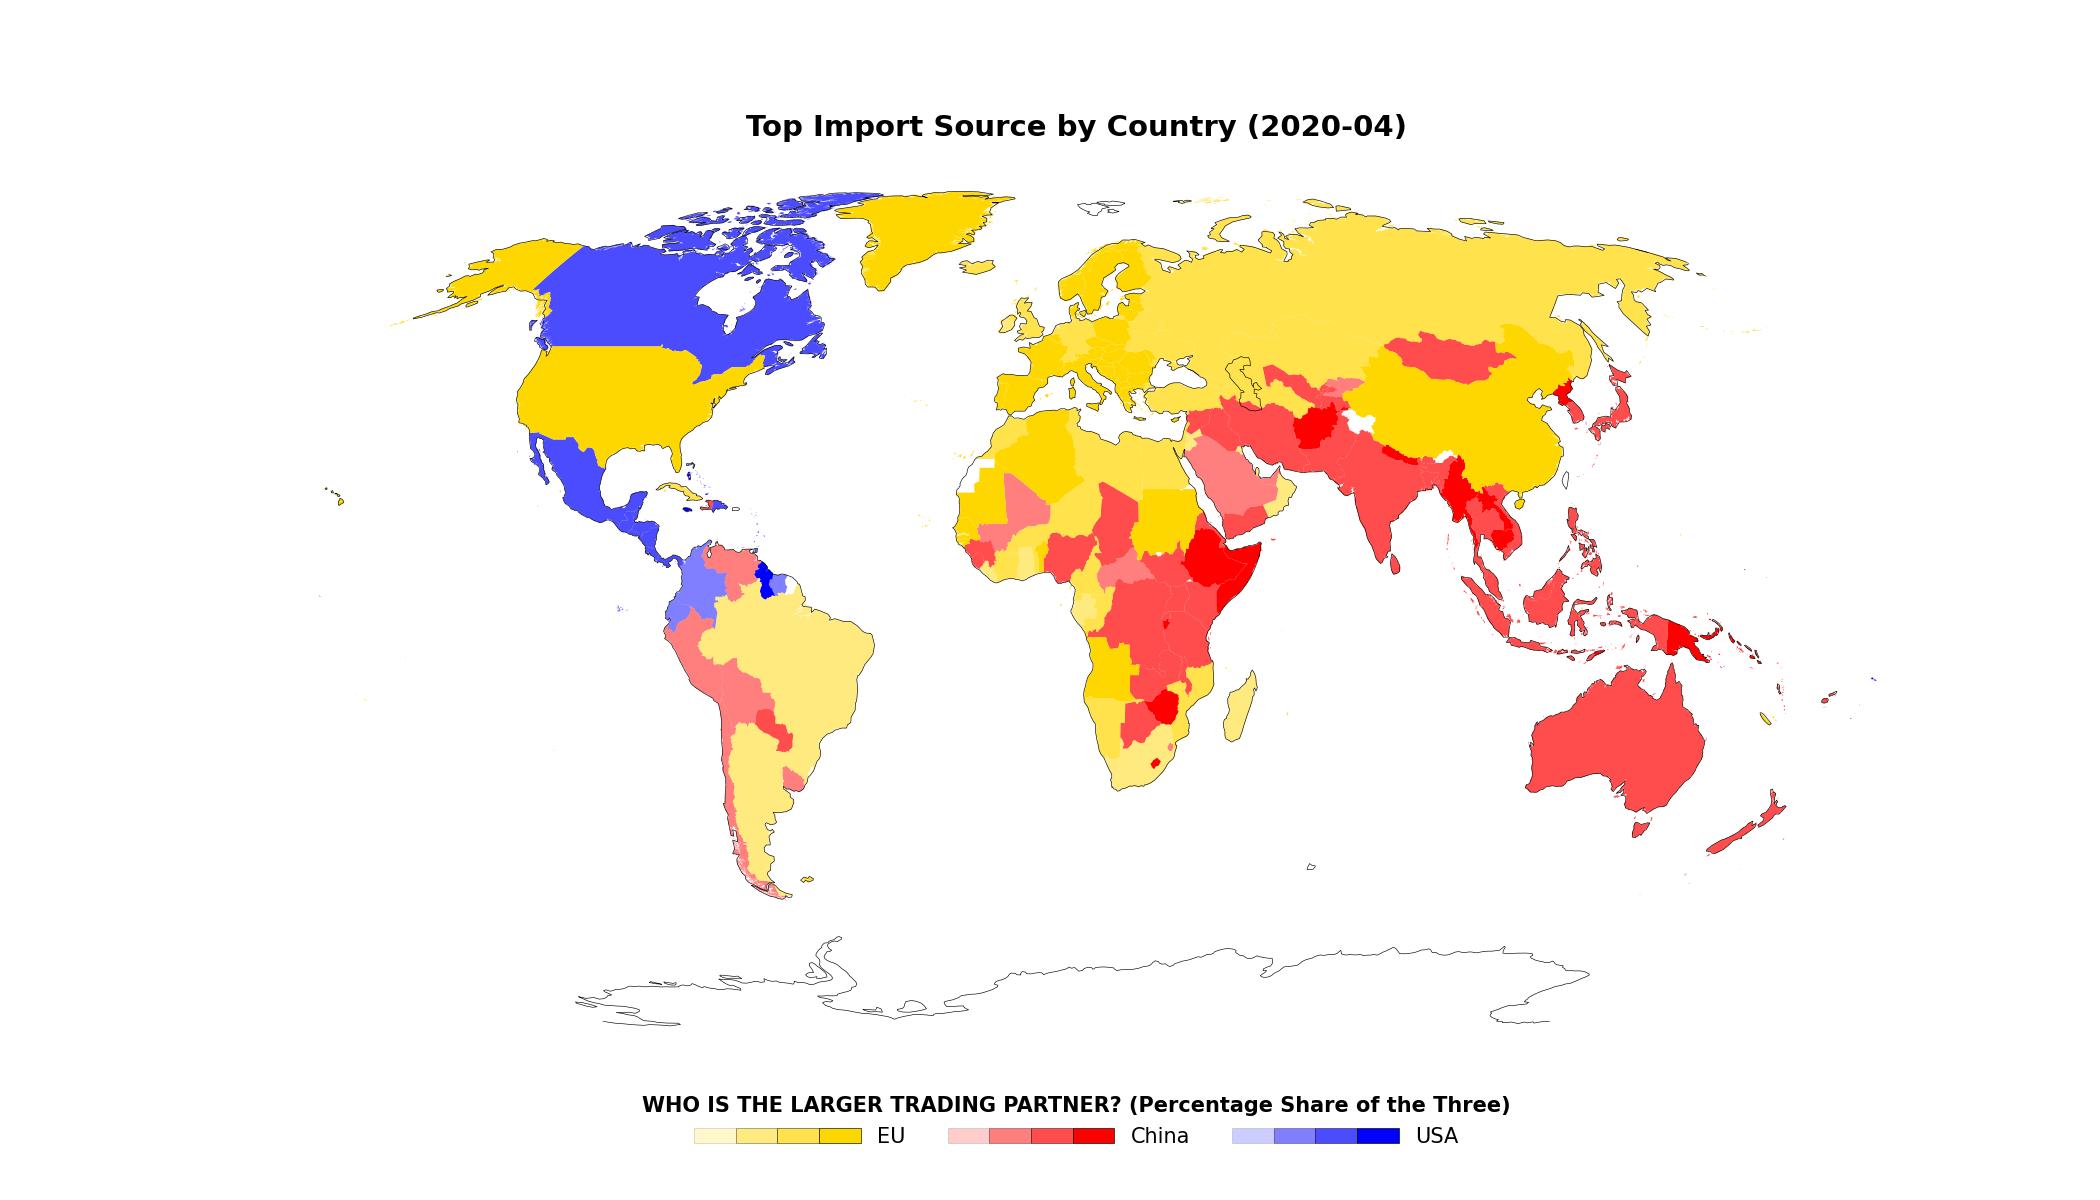 Top Import Source by Country (2020-04)
WHO IS THE LARGER TRADING PARTNER? (Percentage Share of the Three)
EU China USA